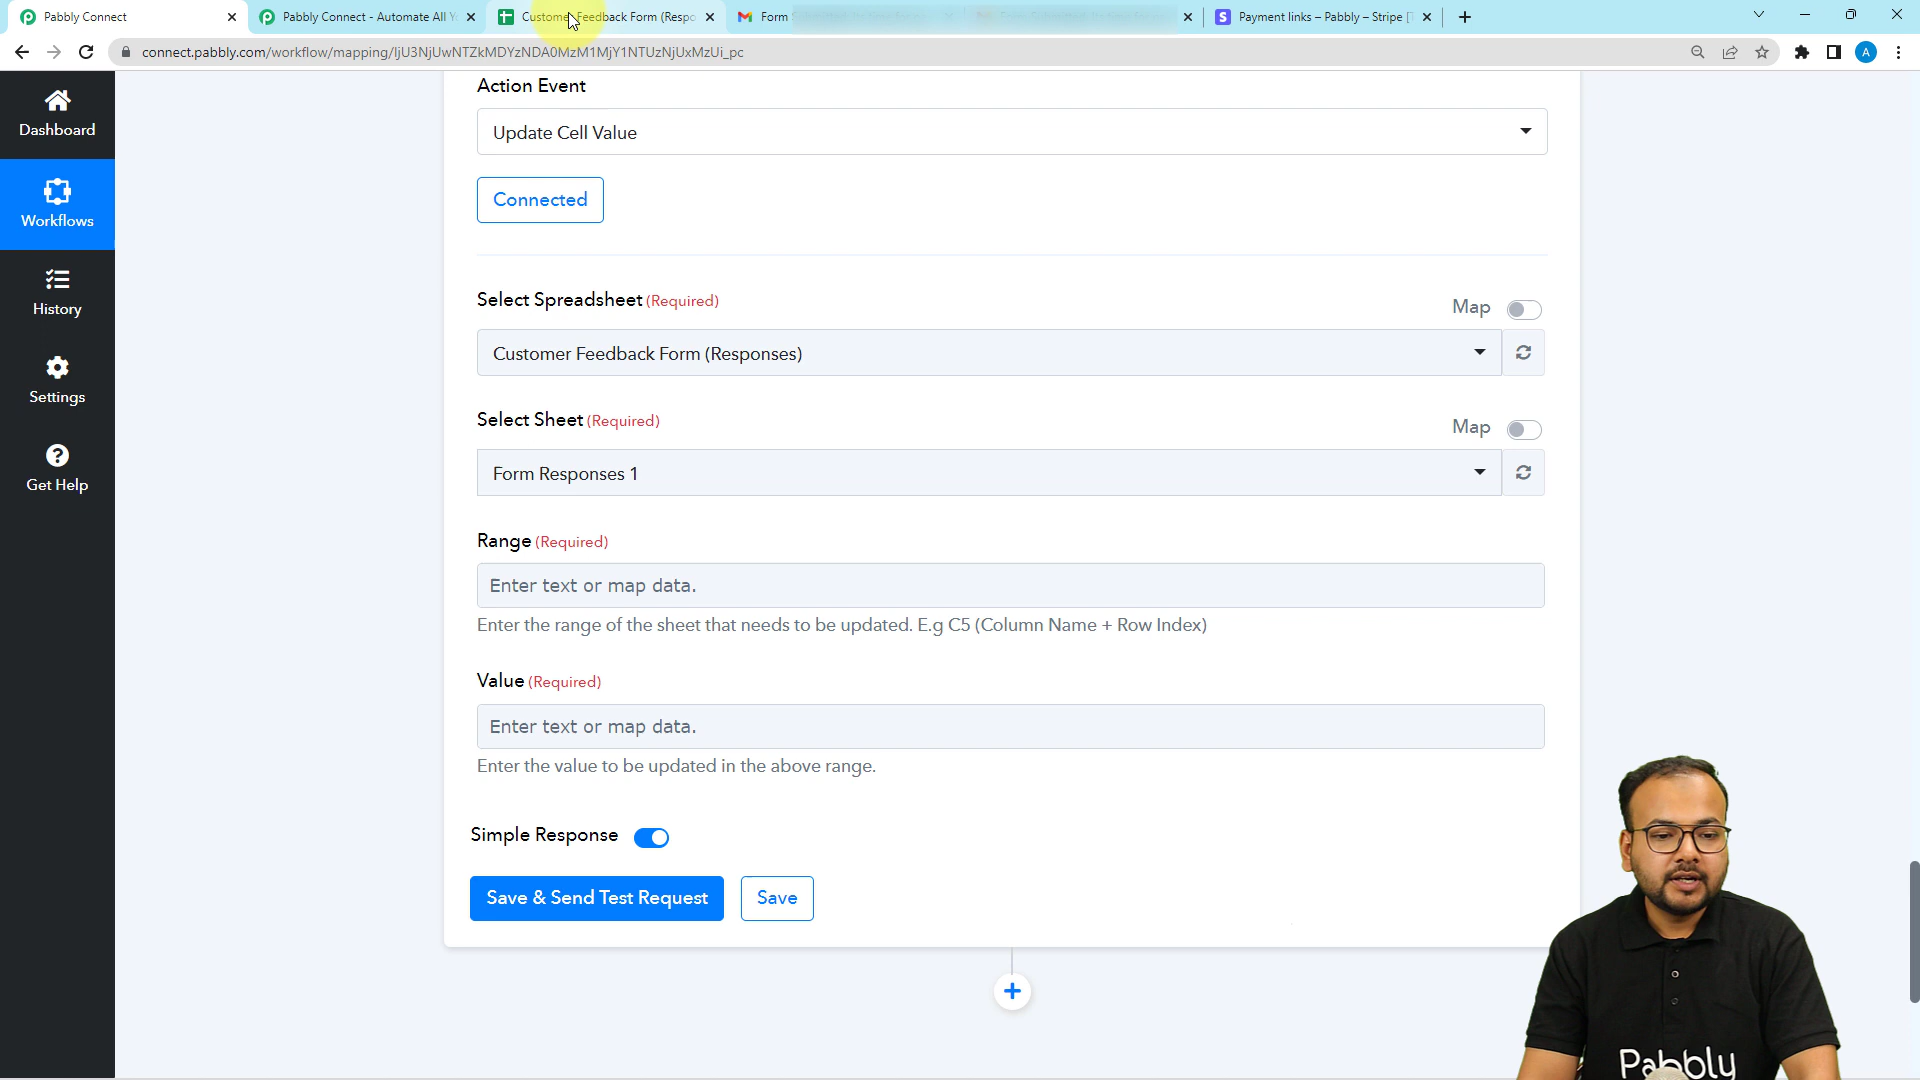 Pabbly Connect
Pabbly Connect - Automate All Y
Customer Feedback Form (Respo
Form
Payment links – Pabbly – Stripe [
connect.pabbly.com/workflow/mapping/IjU3NjUwNTZkMDYzNDA0MzM1MjY1NTUzNjUxMzUi_pc
A
Dashboard
Workflows
History
Settings
Get Help
Action Event
Update Cell Value
Connected
Select Spreadsheet (Required)
Map
Customer Feedback Form (Responses)
Select Sheet (Required)
Map
Form Responses 1
Range (Required)
Enter text or map data.
Enter the range of the sheet that needs to be updated. E.g C5 (Column Name + Row Index)
Value (Required)
Enter text or map data.
Enter the value to be updated in the above range.
Simple Response
Save & Send Test Request
Save
Pabbly